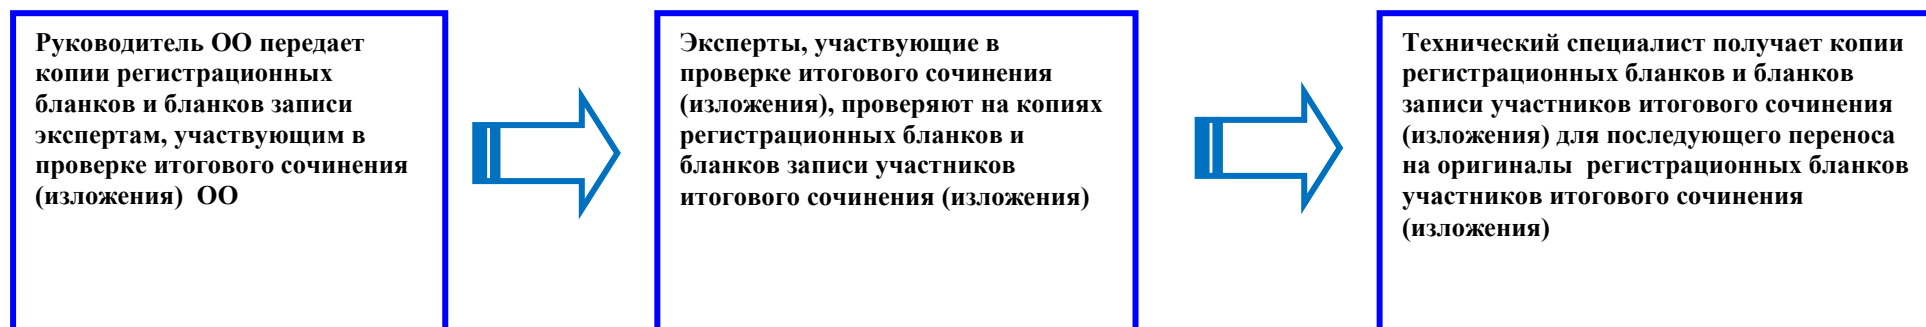 Руководитель ОО передает
копии регистрационных
бланков и бланков записи
экспертам, участвующим в
проверке итогового сочинения
(изложения) ОО
Эксперты, участвующие в
проверке итогового сочинения
(изложения), проверяют на копиях
регистрационных бланков и
бланков записи участников
итогового сочинения (изложения)
Технический специалист получает копии
регистрационных бланков и бланков
записи участников итогового сочинения
(изложения) для последующего переноса
на оригиналы регистрационных бланков
участников итогового сочинения
(изложения)